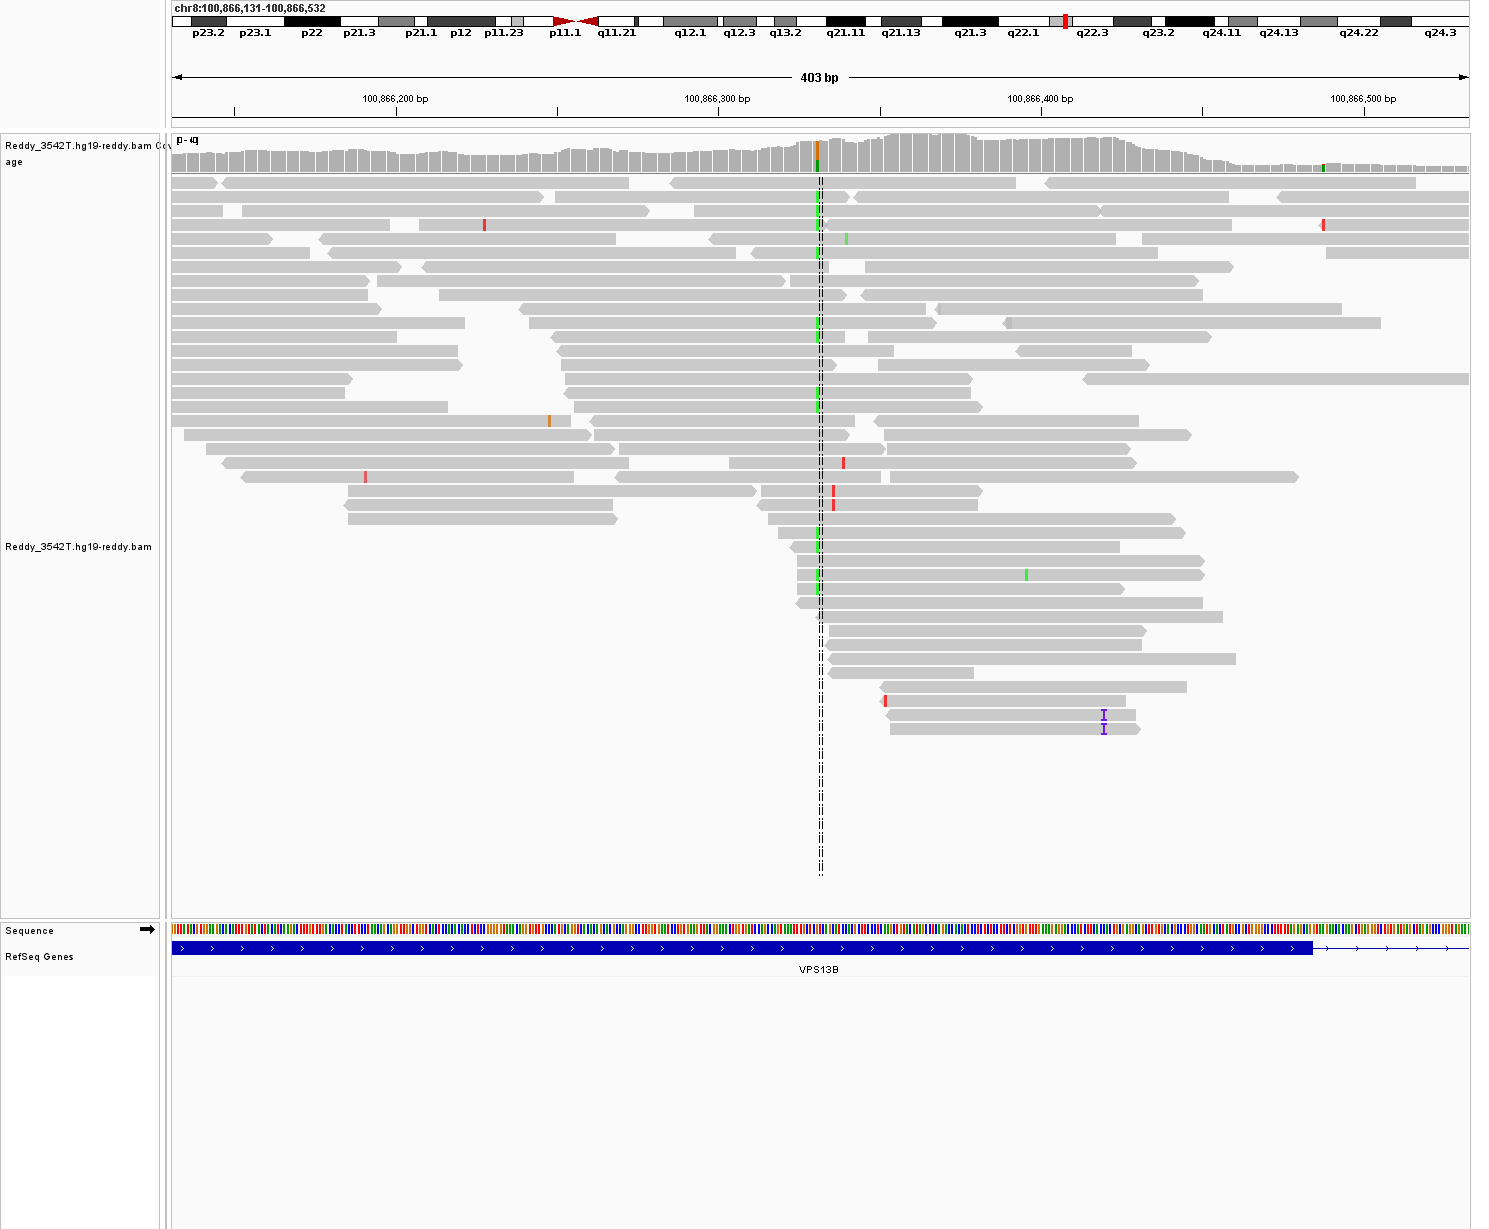 chr8:100,866,131-100,866,532
p23.2 p23.1 p22 p21.3 p21.1 p12 p11.23 p11.1 q11.21 q12.1 q12.3 q13.2 q21.11 q21.13 q21.3 q22.1 q22.3 q23.2 q24.11 q24.13 q24.22 q24.3
403 bp
100,866,200 bp 100,866,300 bp 100,866,400 bp 100,866,500 bp
Reddy_3542T.hg19-reddy.bam Cov
age
Reddy_3542T.hg19-reddy.bam
Sequence
RefSeq Genes
VPS13B